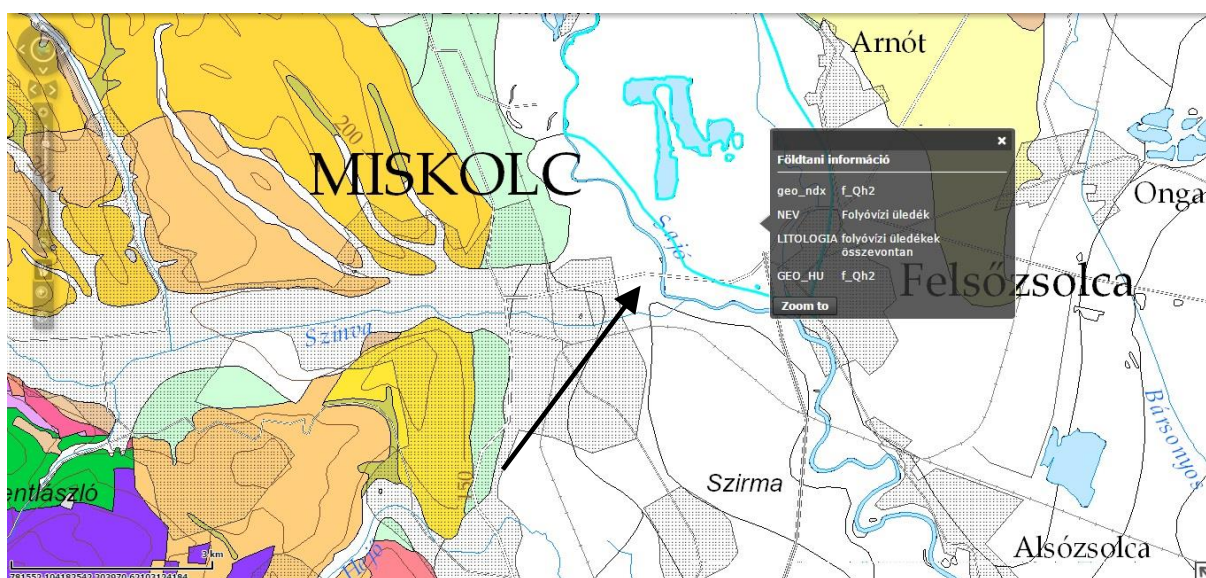 Arnót
200
MISKOLC
Onga
Sajó
×
Földtani információ
geo_ndx f_Qh2
NEV Folyóvízi üledék
LITOLOGIA folyóvízi üledékek
összevontan
GEO_HU f_Qh2
Zoom to
Felsőzsolca
Szinva
Bársonyos
150
entlászló
Szirma
Alsózsolca
Hejő
3 km